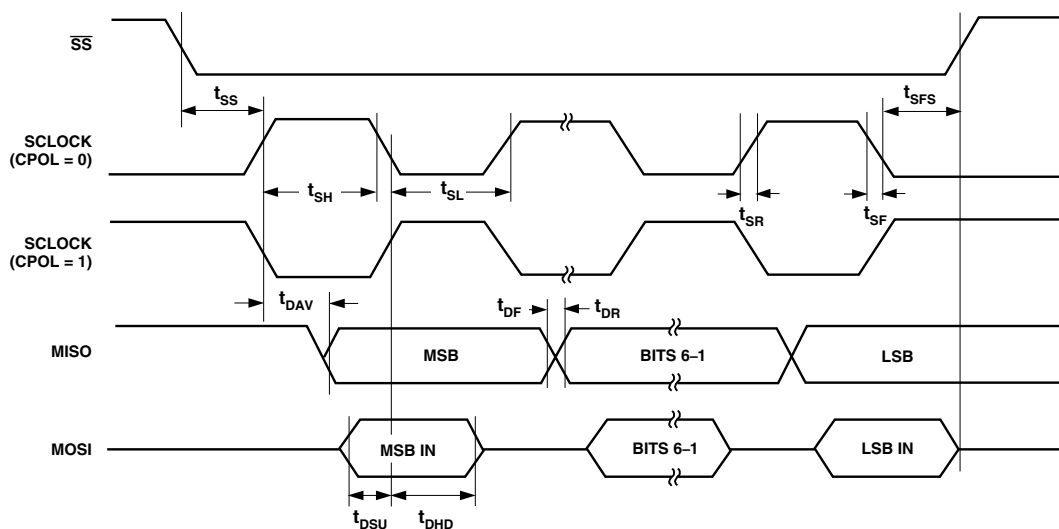 SS
tSS
tSFS
SCLOCK
(CPOL = 0)
tSH
tSL
tSR
tSF
SCLOCK
(CPOL = 1)
tDAV
tDF
tDR
MISO
MSB
BITS 6–1
LSB
MOSI
MSB IN
BITS 6–1
LSB IN
tDSU
tDHD